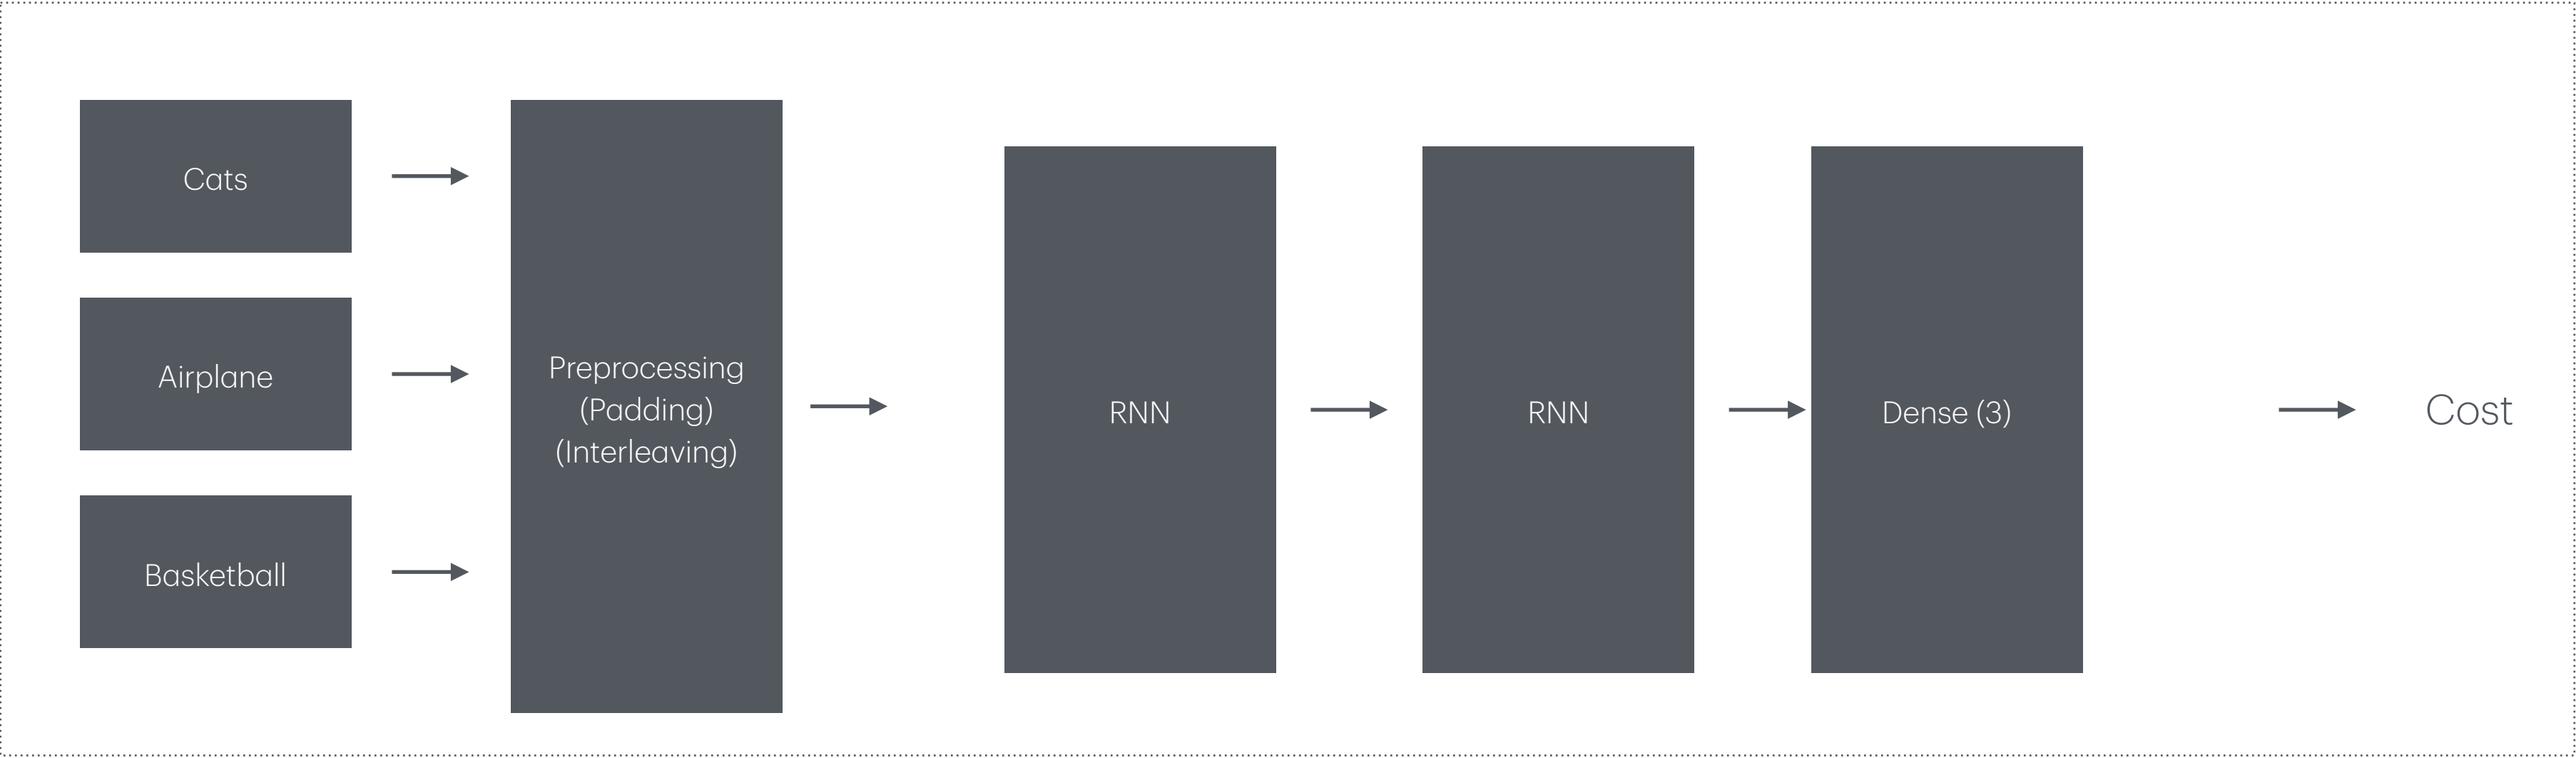 Cats
Airplane
Basketball
Preprocessing
(Padding)
(Interleaving)
RNN
RNN
Dense (3)
Cost